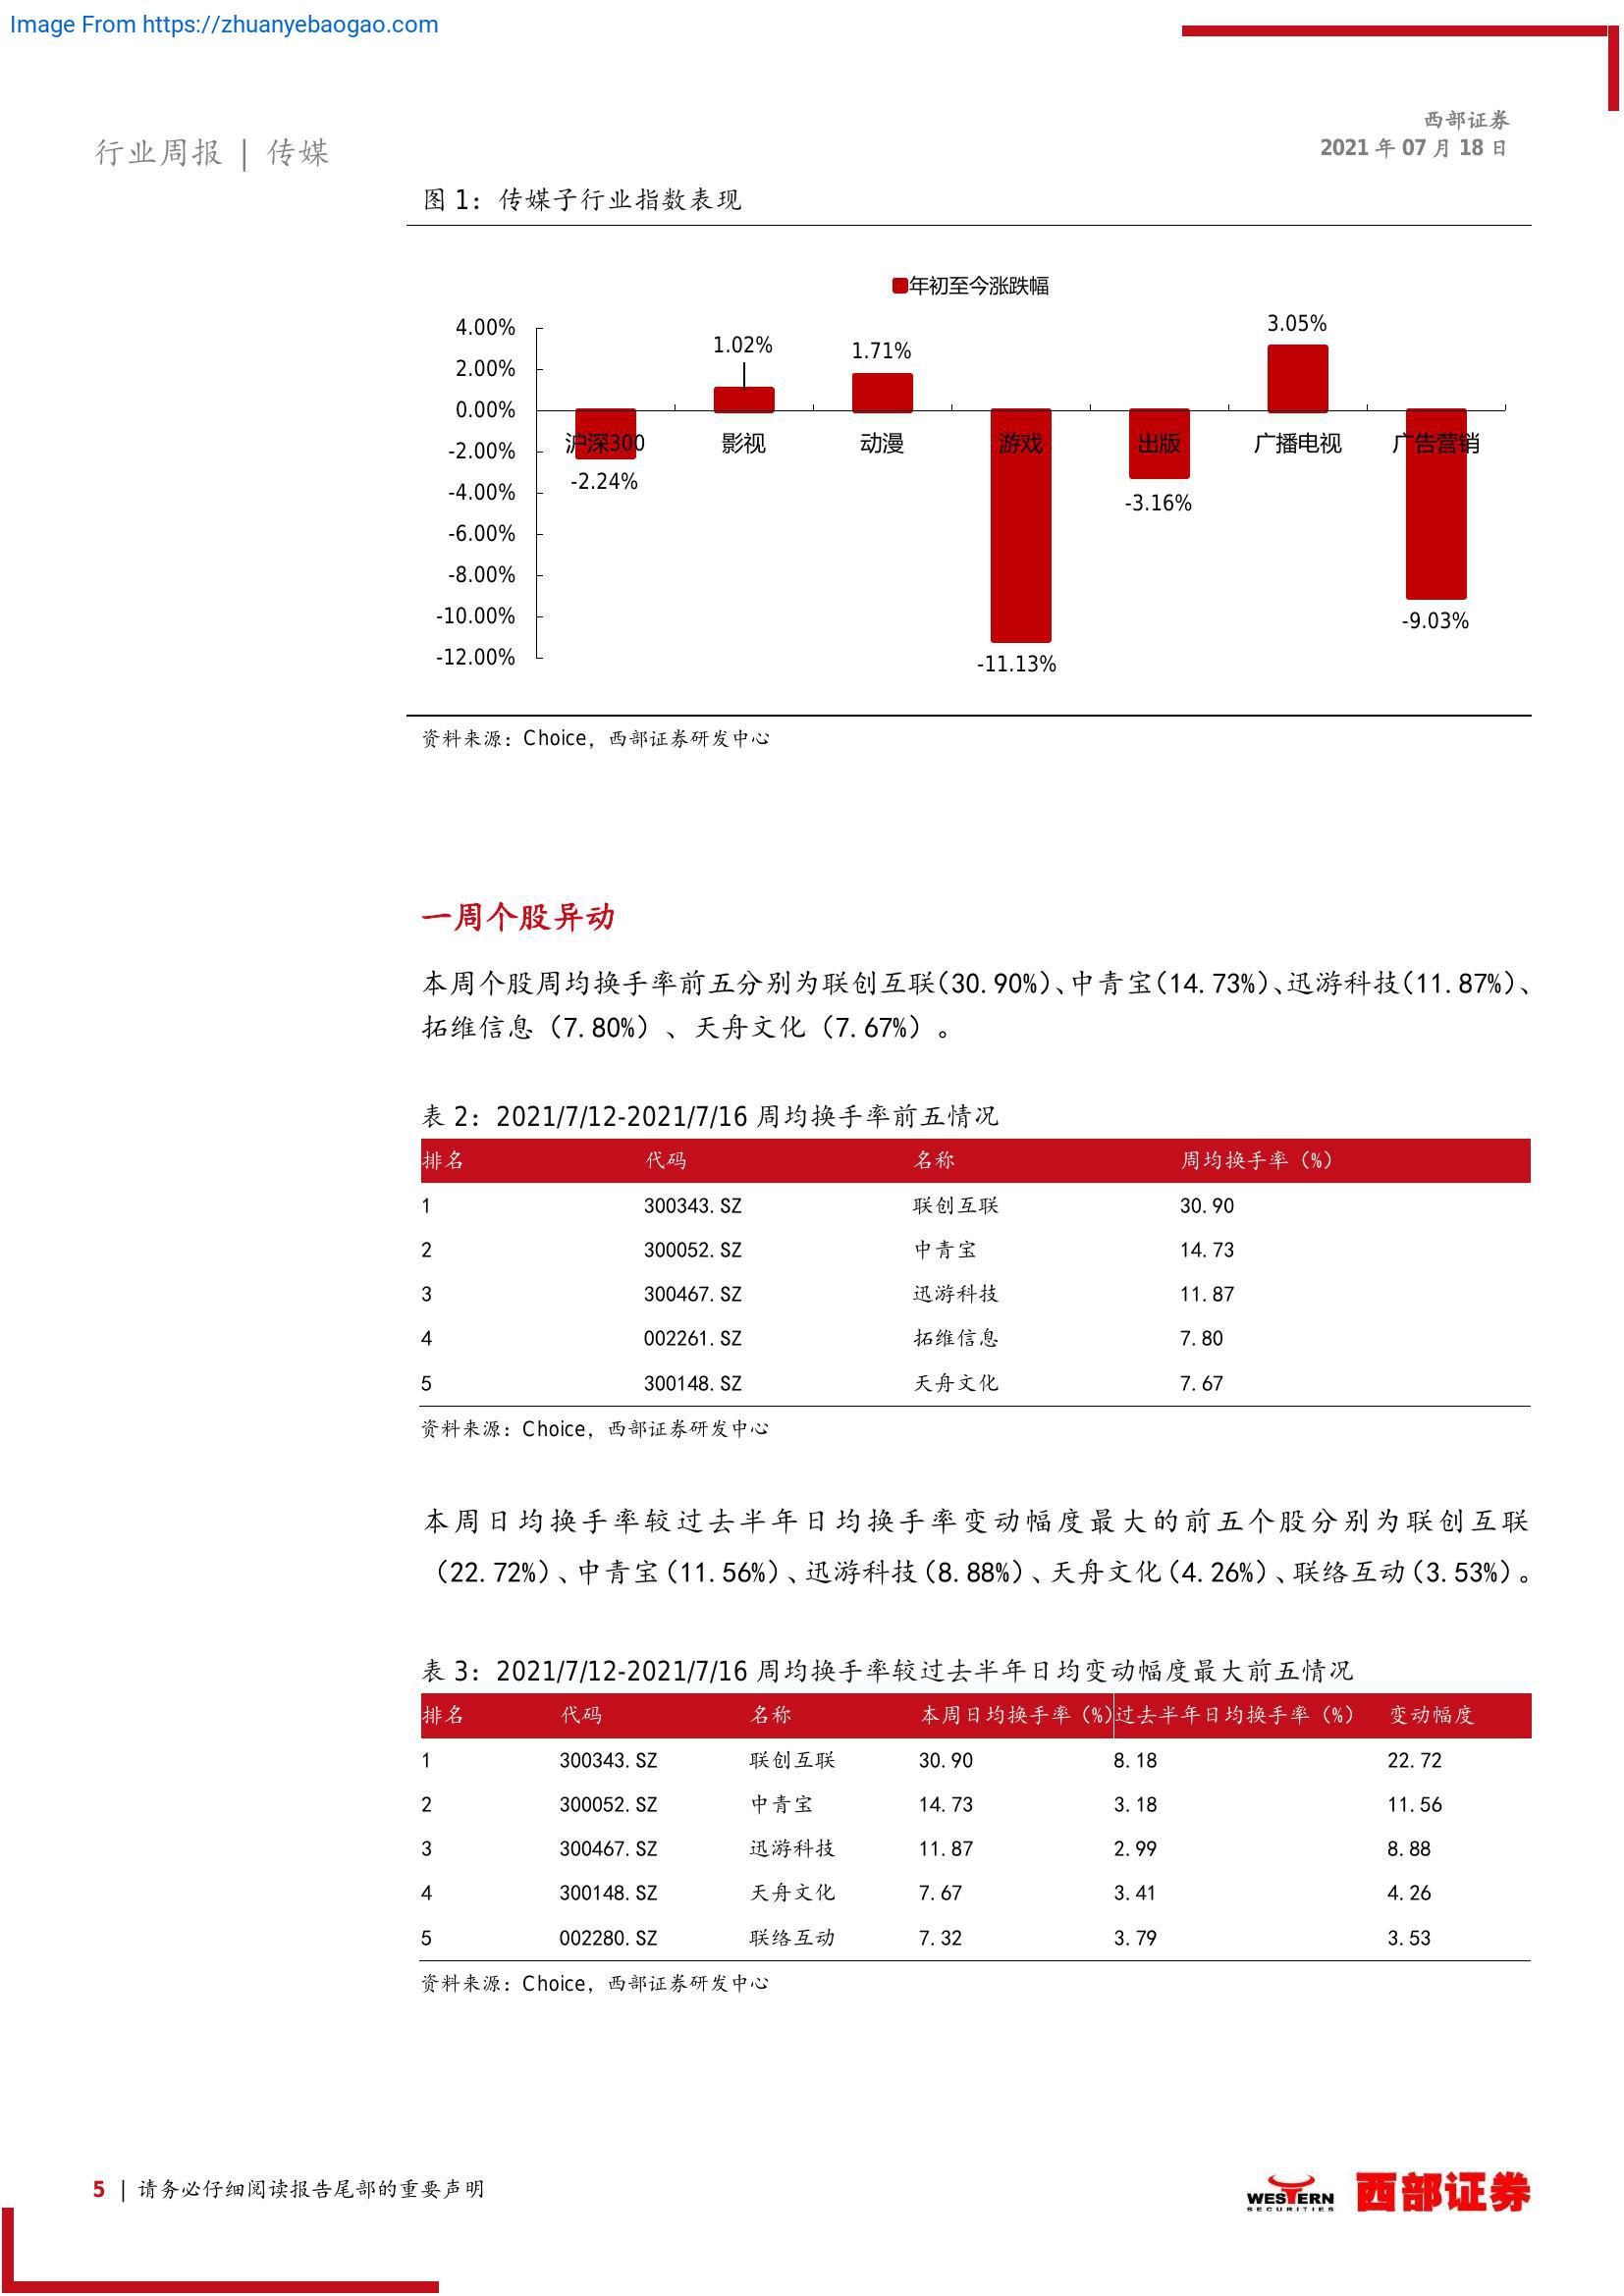 Image From https://zhuanyebaogao.com
西部证券
2021 年 07 月 18 日
行业周报 | 传媒
图 1：传媒子行业指数表现
年初至今涨跌幅
4.00%
2.00%
0.00%
-2.00%
-4.00%
-6.00%
-8.00%
-10.00%
-12.00%
-2.24% 1.02% 1.71% -11.13% -3.16% 3.05% -9.03%
沪深300 影视 动漫 游戏 出版 广播电视 广告营销
资料来源：Choice，西部证券研发中心
一周个股异动
本周个股周均换手率前五分别为联创互联(30.90%)、中青宝(14.73%)、迅游科技(11.87%)、
拓维信息（7.80%）、天舟文化（7.67%）。
表 2：2021/7/12-2021/7/16 周均换手率前五情况
排名 代码 名称 周均换手率（%）
1 300343.SZ 联创互联 30.90
2 300052.SZ 中青宝 14.73
3 300467.SZ 迅游科技 11.87
4 002261.SZ 拓维信息 7.80
5 300148.SZ 天舟文化 7.67
资料来源：Choice，西部证券研发中心
本周日均换手率较过去半年日均换手率变动幅度最大的前五个股分别为联创互联
（22.72%）、中青宝(11.56%)、迅游科技(8.88%)、天舟文化(4.26%)、联络互动(3.53%)。
表 3：2021/7/12-2021/7/16 周均换手率较过去半年日均变动幅度最大前五情况
排名 代码 名称 本周日均换手率（%） 过去半年日均换手率（%） 变动幅度
1 300343.SZ 联创互联 30.90 8.18 22.72
2 300052.SZ 中青宝 14.73 3.18 11.56
3 300467.SZ 迅游科技 11.87 2.99 8.88
4 300148.SZ 天舟文化 7.67 3.41 4.26
5 002280.SZ 联络互动 7.32 3.79 3.53
资料来源：Choice，西部证券研发中心
5 | 请务必仔细阅读报告尾部的重要声明
WESTERN
SECURITIES
西部证券